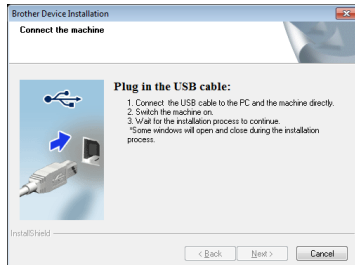 Brother Device Installation
Connect the machine
Plug in the USB cable:
1. Connect the USB cable to the PC and the machine directly.
2. Switch the machine on.
3. Wait for the installation process to continue.
*Some windows will open and close during the installation
process.
InstallShield
< Back
Next >
Cancel